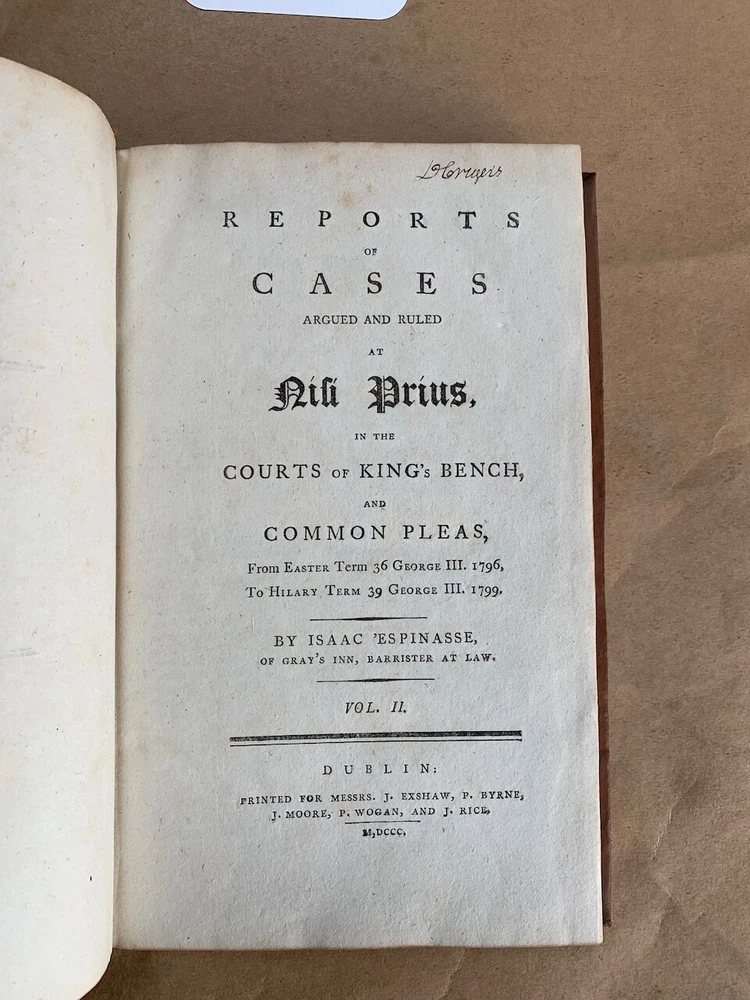 REPORTS
OF
CASES
ARGUED AND RULED
AT
Niſi Prius,
IN THE
COURTS OF KING's BENCH,
AND
COMMON PLEAS,
From EASTER Term 36 GEORGE III. 1796,
To HILARY TERM 39 GEORGE III. 1799.
BY ISAAC 'ESPINASSE,
OF GRAY's INN, BARRISTER AT LAW.
VOL. II.
DUBLIN:
PRINTED FOR MESSRS. J. EXSHAW, P. BYRNE,
J. MOORE, P. WOGAN, AND J. RICE,
M,DCCC,